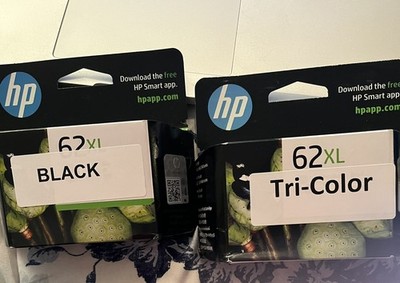 hp
Download the free
HP Smart app.
hpapp.com
62XL
BLACK
hp
Download the free
HP Smart app.
hpapp.com
62XL
Tri-Color